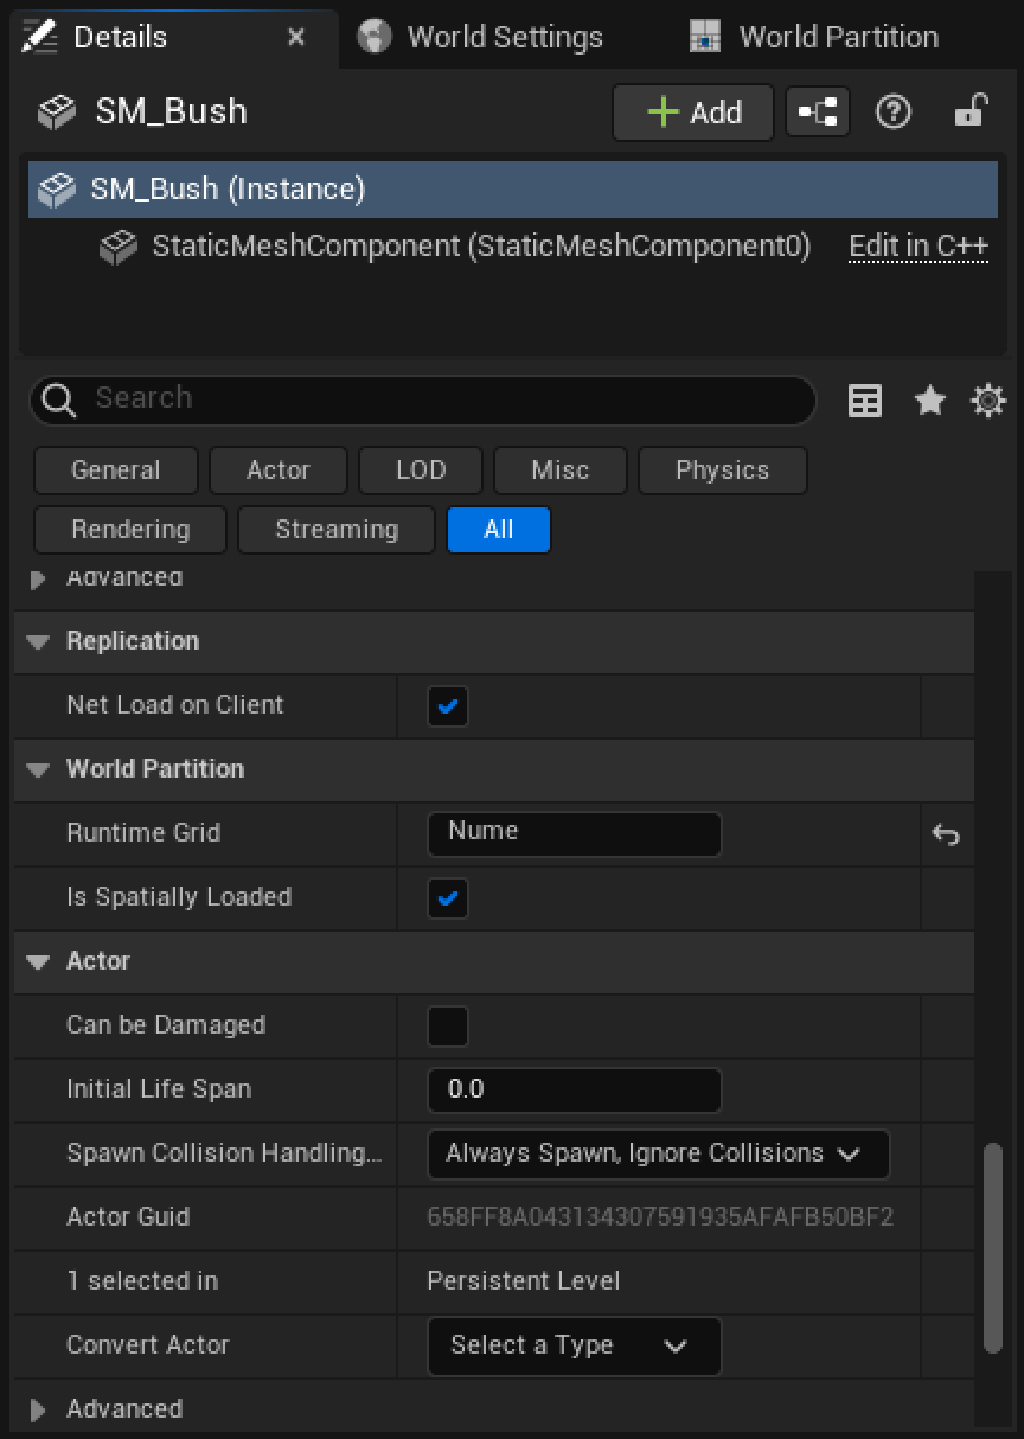 Details World Settings World Partition
SM_Bush Add
SM_Bush (Instance)
StaticMeshComponent (StaticMeshComponent0) Edit in C++
Search
General Actor LOD Misc Physics
Rendering Streaming All
Advanced
Replication
Net Load on Client
World Partition
Runtime Grid Nume
Is Spatially Loaded
Actor
Can be Damaged
Initial Life Span 0.0
Spawn Collision Handling... Always Spawn, Ignore Collisions
Actor Guid 658FF8A043134307591935AFAFB50BF2
1 selected in Persistent Level
Convert Actor Select a Type
Advanced